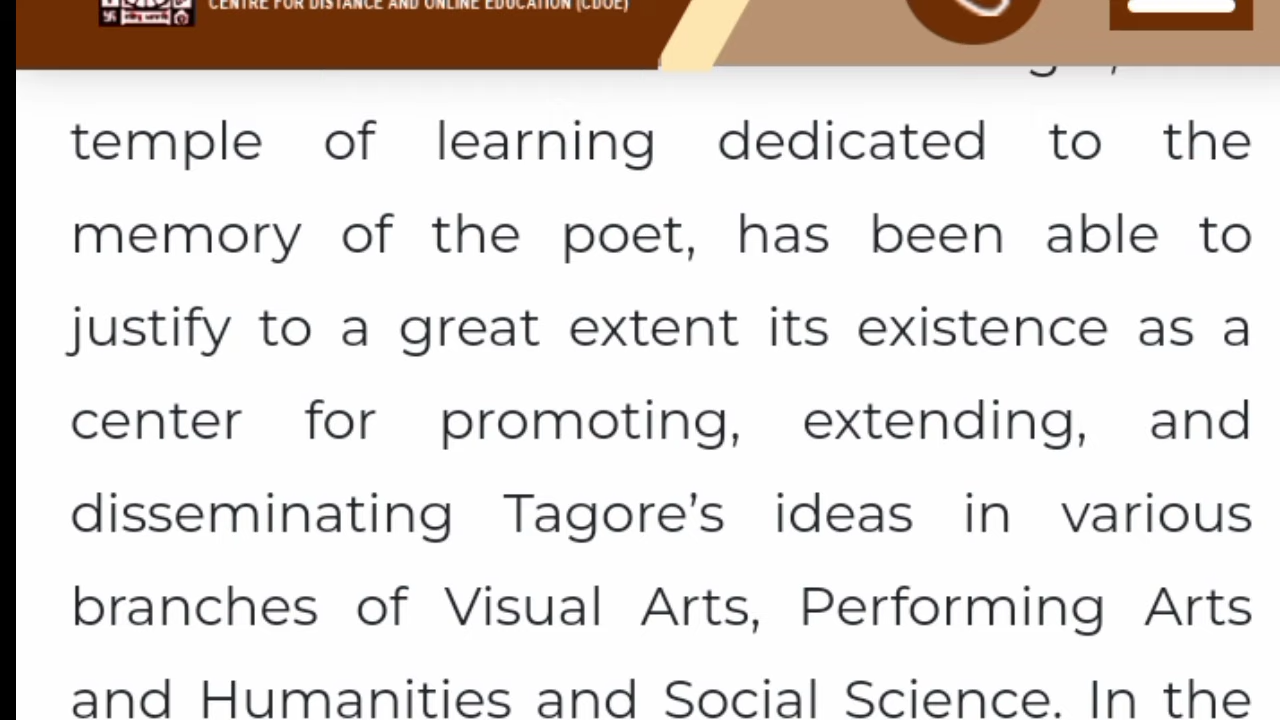 CENTRE FOR DISTANCE AND ONLINE EDUCATION (CDOE)
temple of learning dedicated to the
memory of the poet, has been able to
justify to a great extent its existence as a
center for promoting, extending, and
disseminating Tagore’s ideas in various
branches of Visual Arts, Performing Arts
and Humanities and Social Science. In the